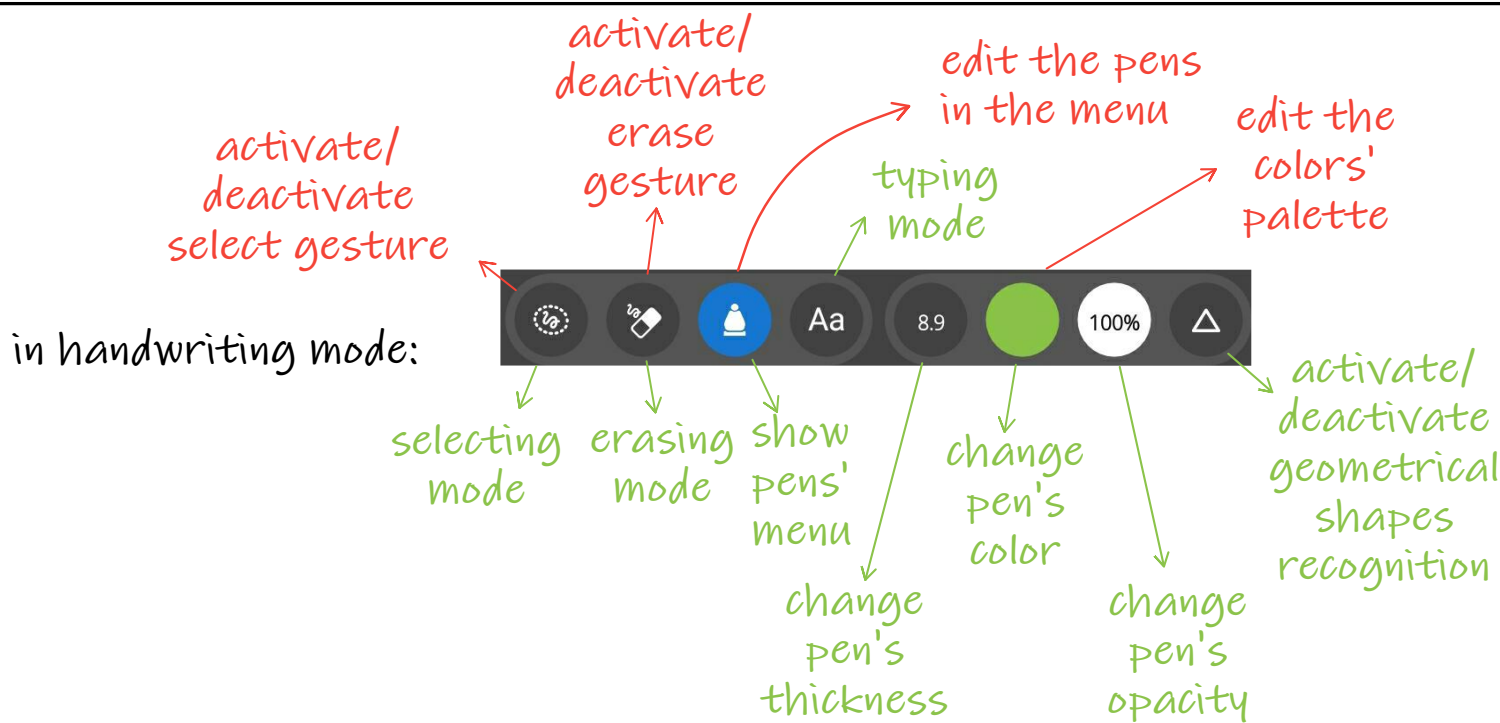 activate/
deactivate
erase
gesture
edit the pens
in the menu
edit the
colors'
palette
activate/
deactivate
select gesture
typing
mode
in handwriting mode:
Aa
8.9
100%
selecting
mode
erasing
mode
show
pens'
menu
change
pen's
color
activate/
deactivate
geometrical
shapes
recognition
change
pen's
thickness
change
pen's
opacity